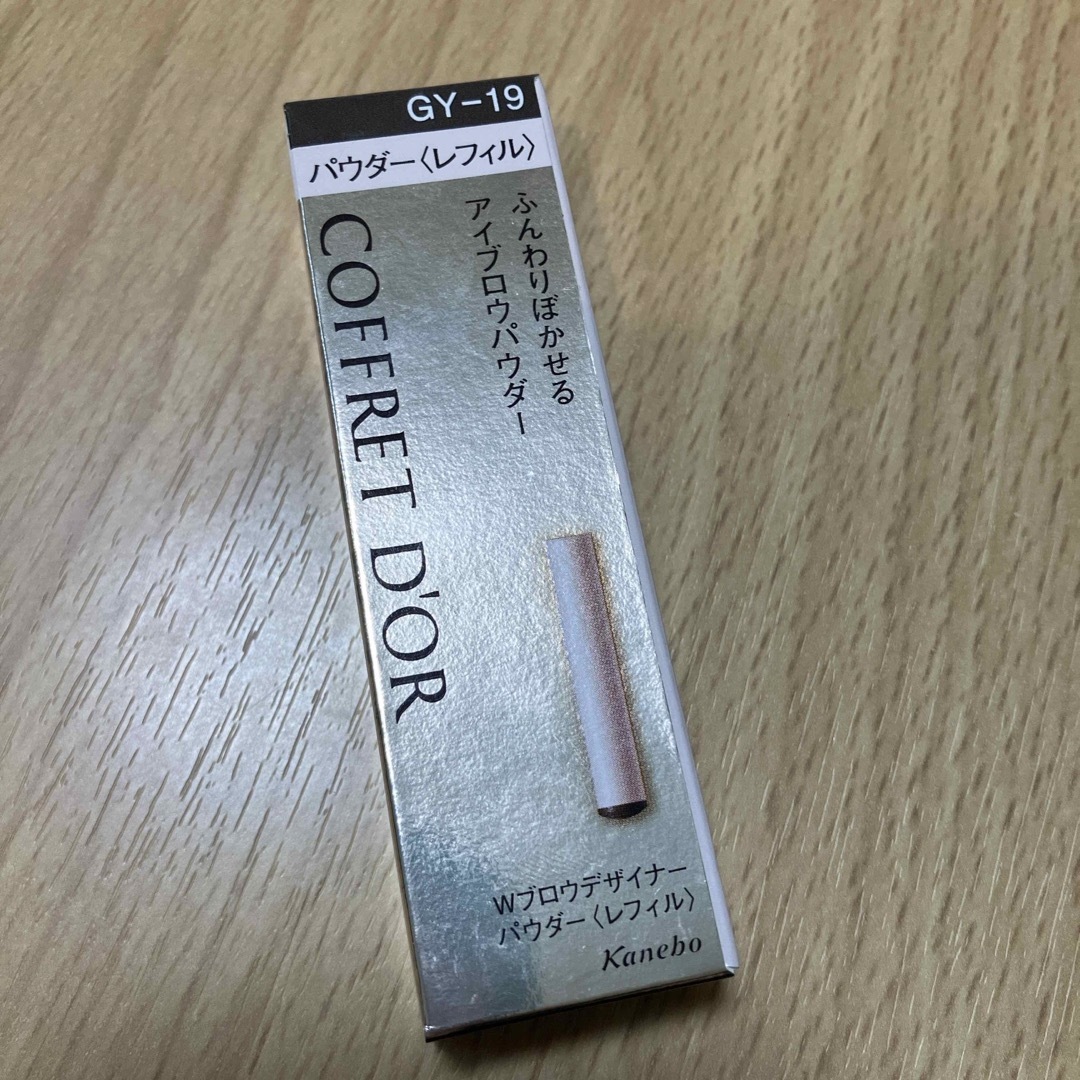 GY-19
パウダー〈レフィル〉
COFFRET D'OR
ふんわりぼかせる
アイブロウパウダー
Wブロウデザイナー
パウダー〈レフィル〉
Kanebo